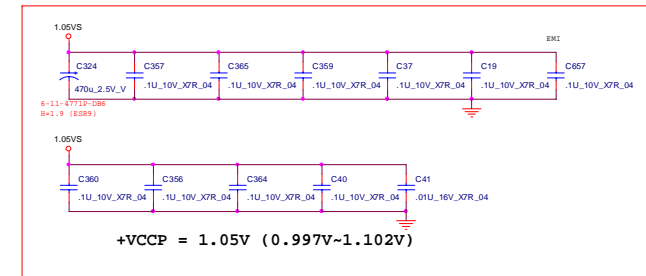 1.05VS
EMI
C324 C357 C365 C359 C37 C19 C657
470u_2.5V_V .1U_10V_X7R_04 .1U_10V_X7R_04 .1U_10V_X7R_04 .1U_10V_X7R_04 .1U_10V_X7R_04 .1U_10V_X7R_04
6-11-4771P-DB6
H=1.9 (ESR9)
1.05VS
C360 C356 C364 C40 C41
.1U_10V_X7R_04 .1U_10V_X7R_04 .1U_10V_X7R_04 .1U_10V_X7R_04 .01U_16V_X7R_04
+VCCP = 1.05V (0.997V~1.102V)